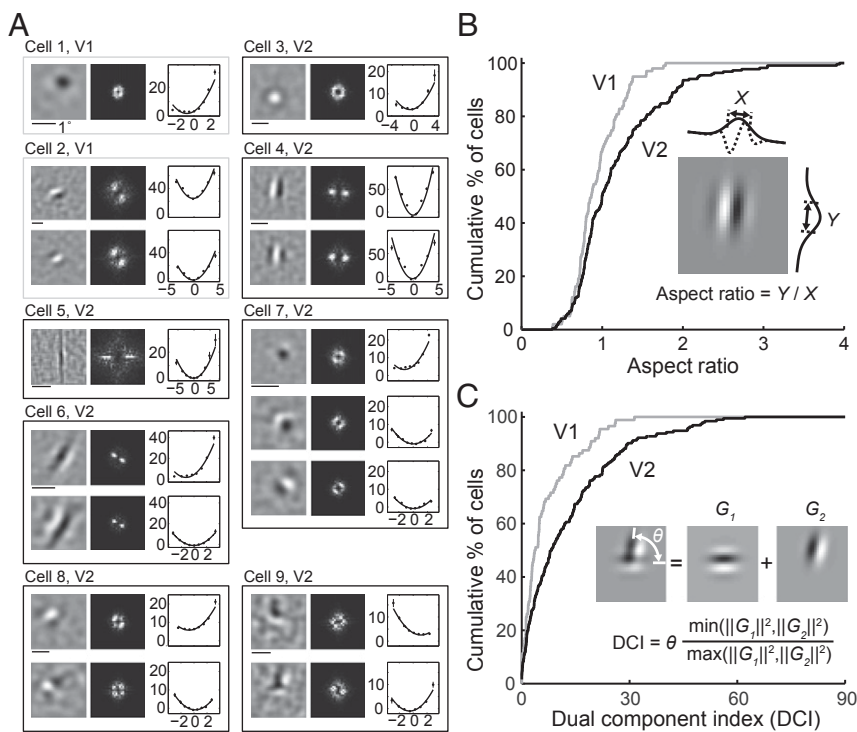 A
Cell 1, V1
20
0
−2 0 2
1°
Cell 3, V2
20
10
0
−4 0 4
Cell 2, V1
40
0
40
0
−5 0 5
Cell 4, V2
50
0
50
0
−5 0 5
Cell 5, V2
20
0
−5 0 5
Cell 7, V2
20
10
0
20
10
0
20
10
0
−2 0 2
Cell 6, V2
40
20
0
40
20
0
−2 0 2
Cell 8, V2
20
10
0
20
10
0
−2 0 2
Cell 9, V2
10
0
10
0
−2 0 2
B
Cumulative % of cells
100
80
60
40
20
0
V1
V2
X
Y
Aspect ratio = Y / X
0 1 2 3 4
Aspect ratio
C
Cumulative % of cells
100
80
60
40
20
0
V1
V2
G1 G2
θ
= +
DCI = θ min(||G1||², ||G2||²)
max(||G1||², ||G2||²)
0 30 60 90
Dual component index (DCI)